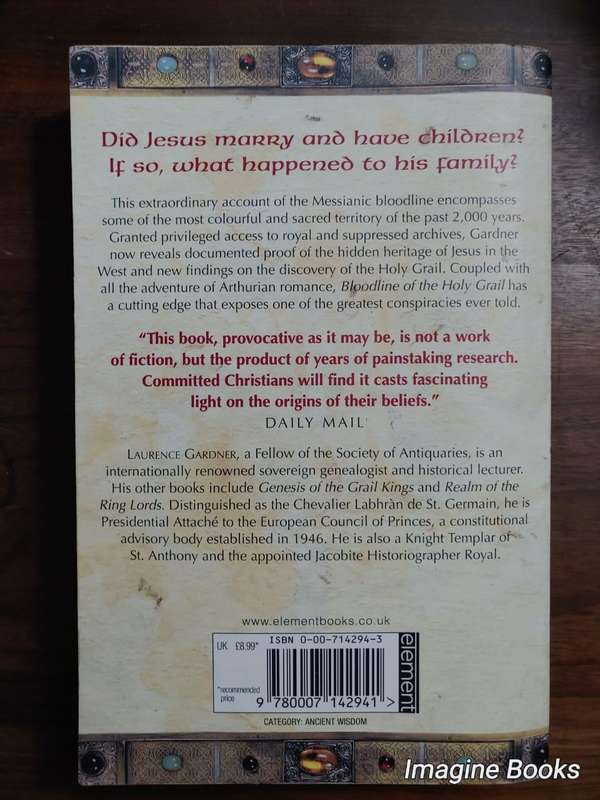 Did Jesus marry and have children?
If so, what happened to his family?
This extraordinary account of the Messianic bloodline encompasses
some of the most colourful and sacred territory of the past 2,000 years.
Granted privileged access to royal and suppressed archives, Gardner
now reveals documented proof of the hidden heritage of Jesus in the
West and new findings on the discovery of the Holy Grail. Coupled with
all the adventure of Arthurian romance, Bloodline of the Holy Grail has
a cutting edge that exposes one of the greatest conspiracies ever told.
“This book, provocative as it may be, is not a work
of fiction, but the product of years of painstaking research.
Committed Christians will find it casts fascinating
light on the origins of their beliefs.”
DAILY MAIL
LAURENCE GARDNER, a Fellow of the Society of Antiquaries, is an
internationally renowned sovereign genealogist and historical lecturer.
His other books include Genesis of the Grail Kings and Realm of the
Ring Lords. Distinguished as the Chevalier Labhràn de St. Germain, he is
Presidential Attaché to the European Council of Princes, a constitutional
advisory body established in 1946. He is also a Knight Templar of
St. Anthony and the appointed Jacobite Historiographer Royal.
www.elementbooks.co.uk
UK £8.99*
ISBN 0-00-714294-3
*recommended
price
9 780007 142941 >
element
CATEGORY: ANCIENT WISDOM
Imagine Books